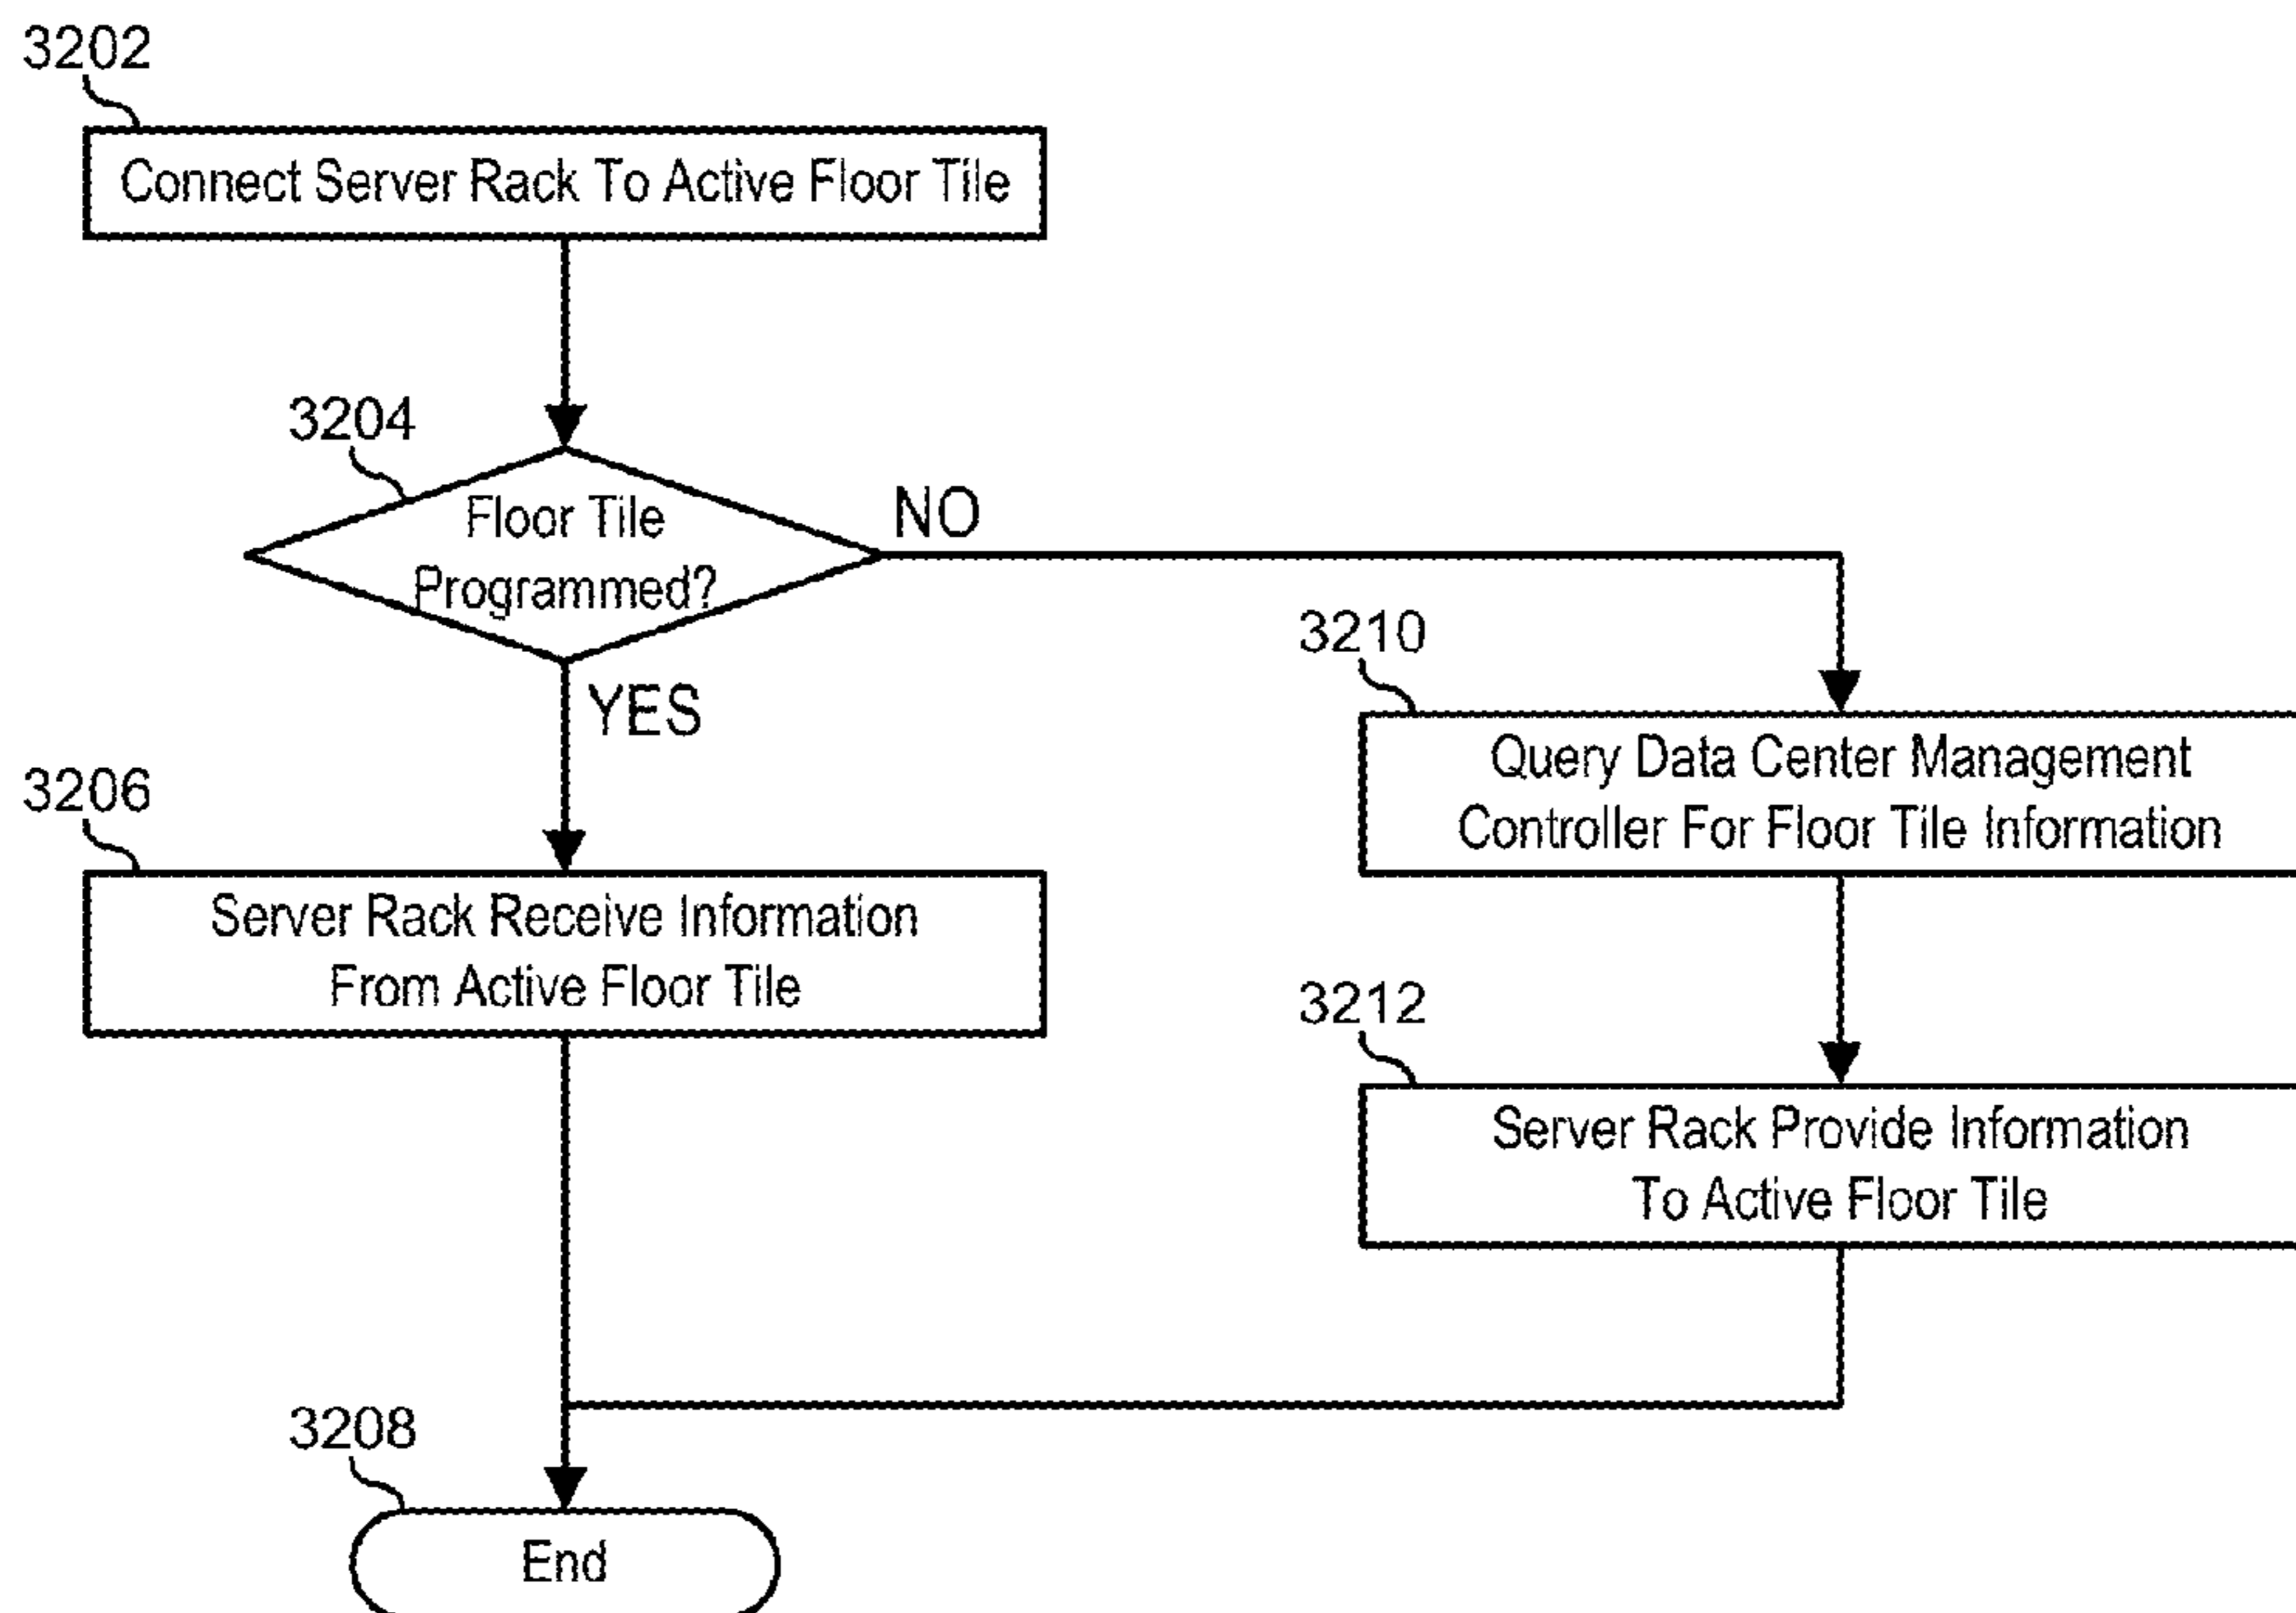 3202
Connect Server Rack To Active Floor Tile
3204
Floor Tile
Programmed?
NO
YES
3206
Server Rack Receive Information
From Active Floor Tile
3210
Query Data Center Management
Controller For Floor Tile Information
3212
Server Rack Provide Information
To Active Floor Tile
3208
End